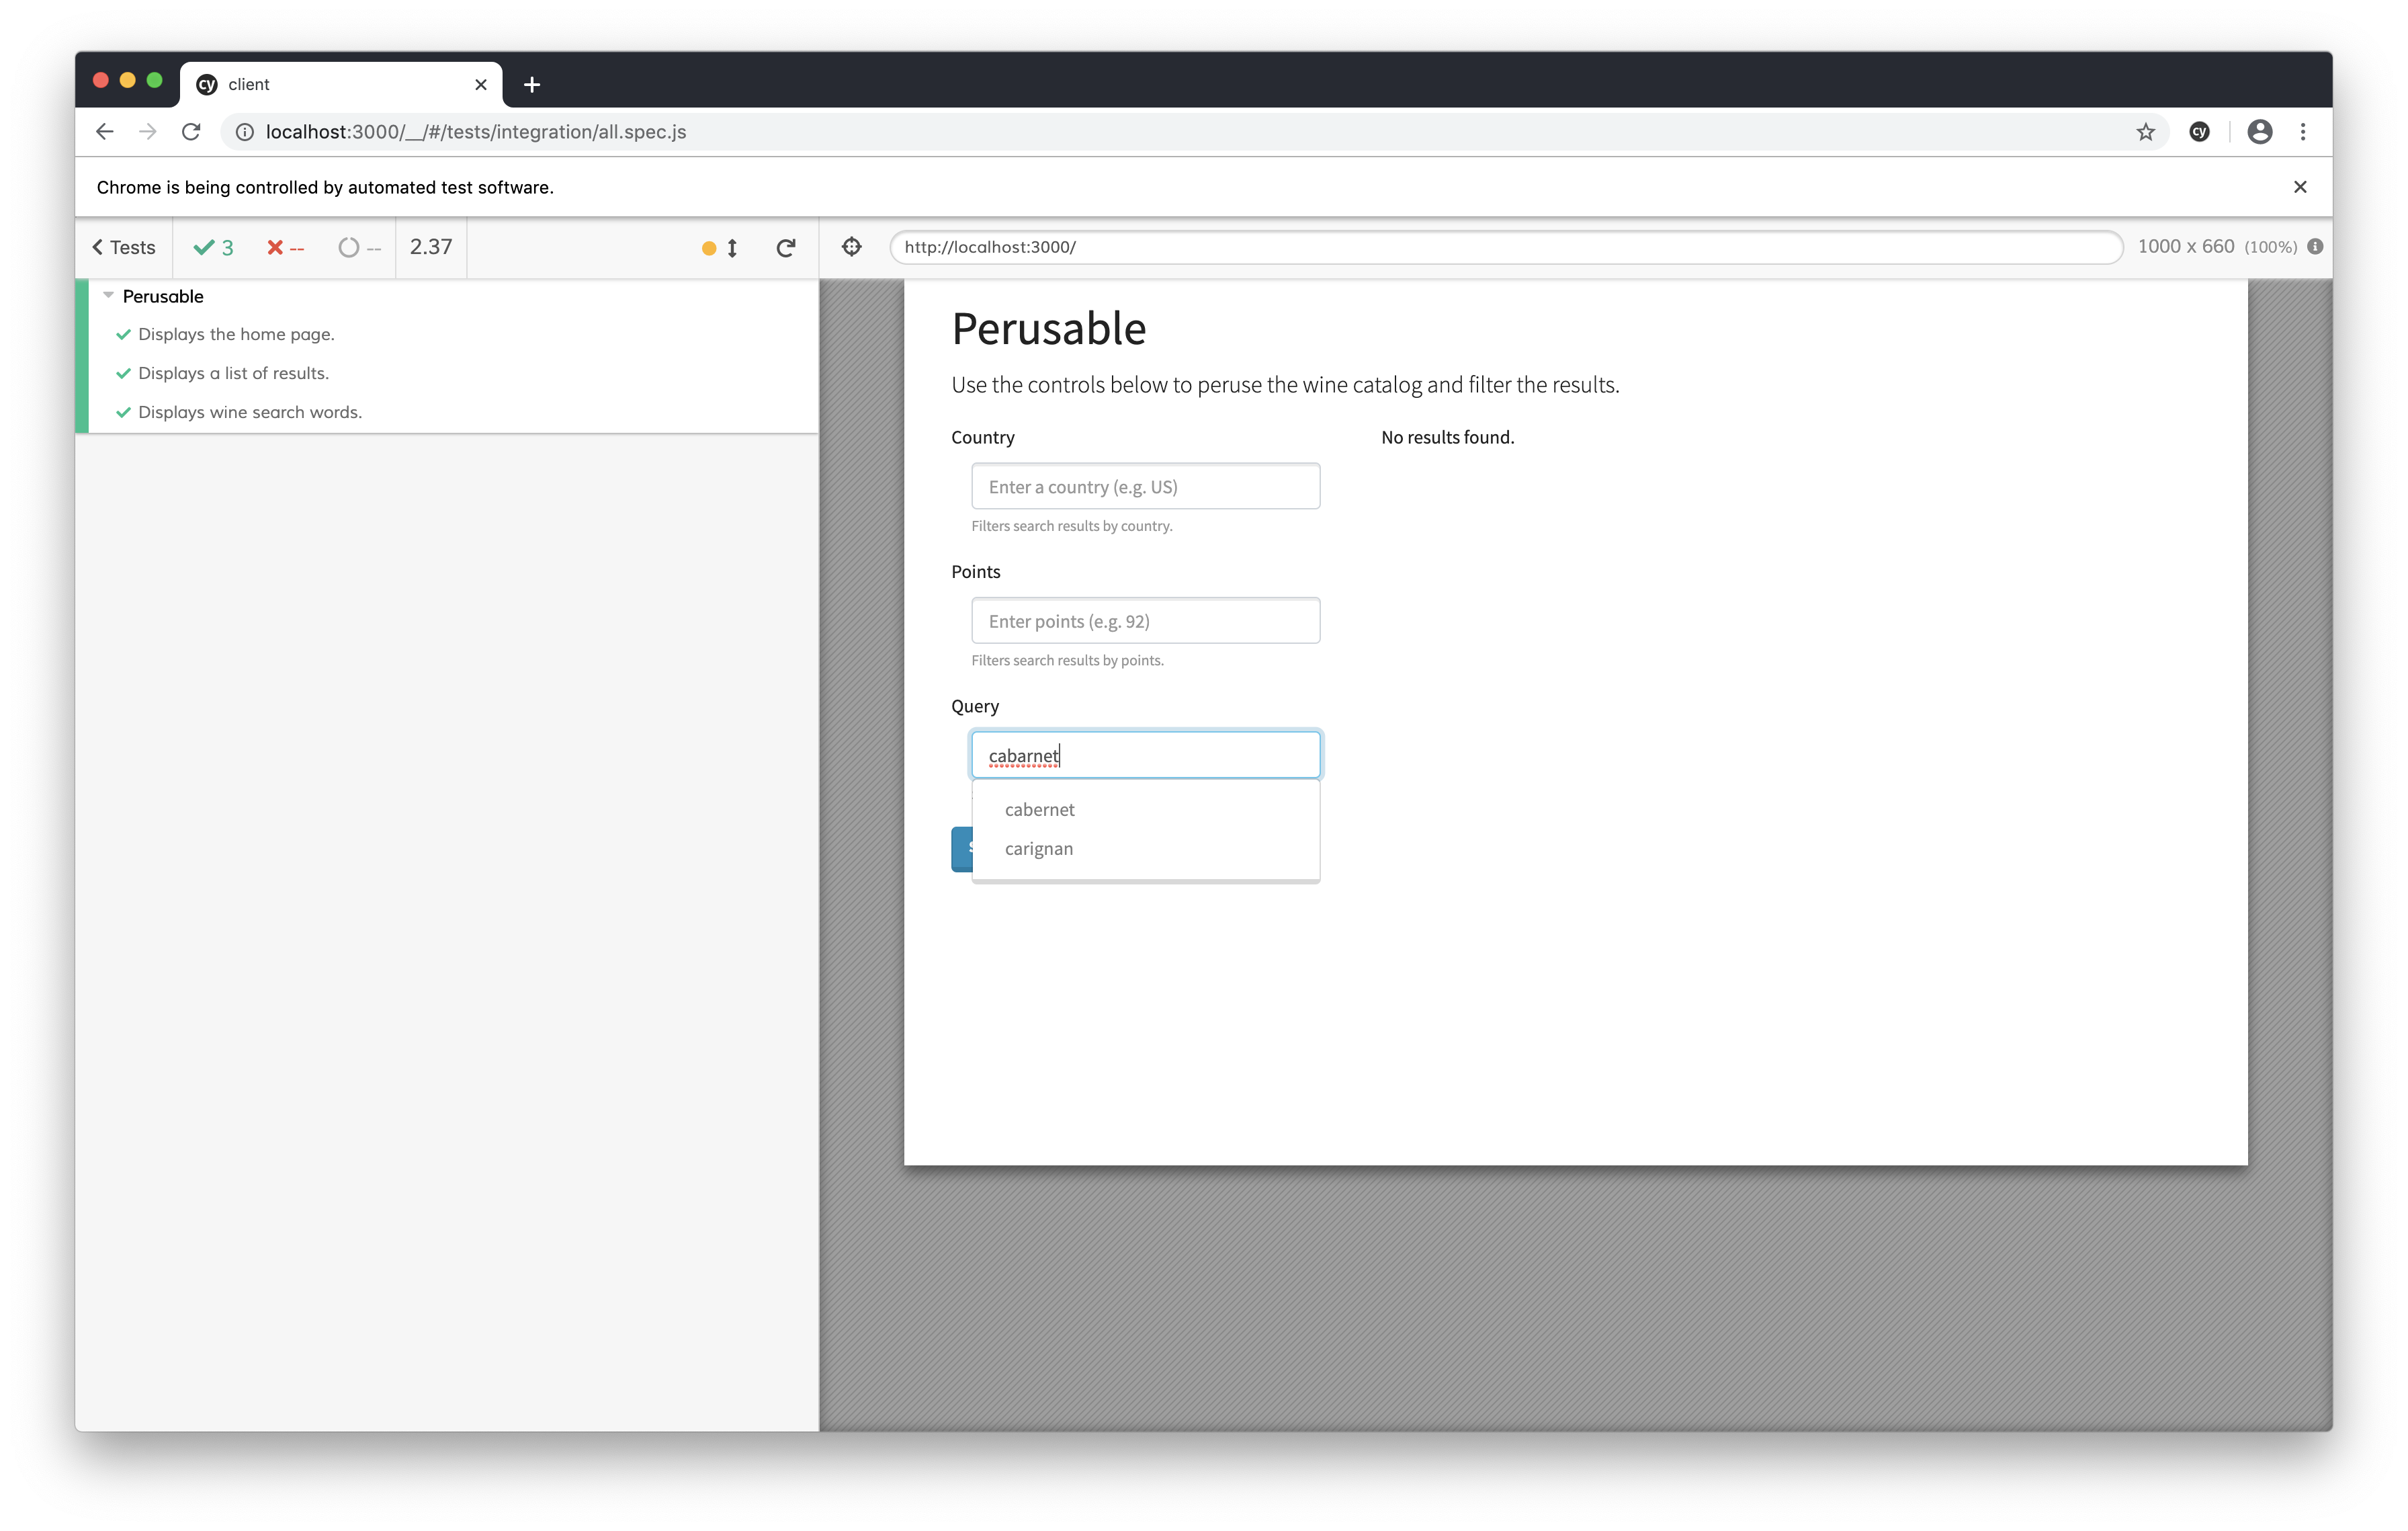 cy client
localhost:3000/__/#/tests/integration/all.spec.js
cy
Chrome is being controlled by automated test software.
Tests
3
--
--
2.37
http://localhost:3000/
1000 x 660 (100%)
Perusable
Displays the home page.
Displays a list of results.
Displays wine search words.
Perusable
Use the controls below to peruse the wine catalog and filter the results.
Country
Enter a country (e.g. US)
Filters search results by country.
No results found.
Points
Enter points (e.g. 92)
Filters search results by points.
Query
cabarnet
cabernet
carignan